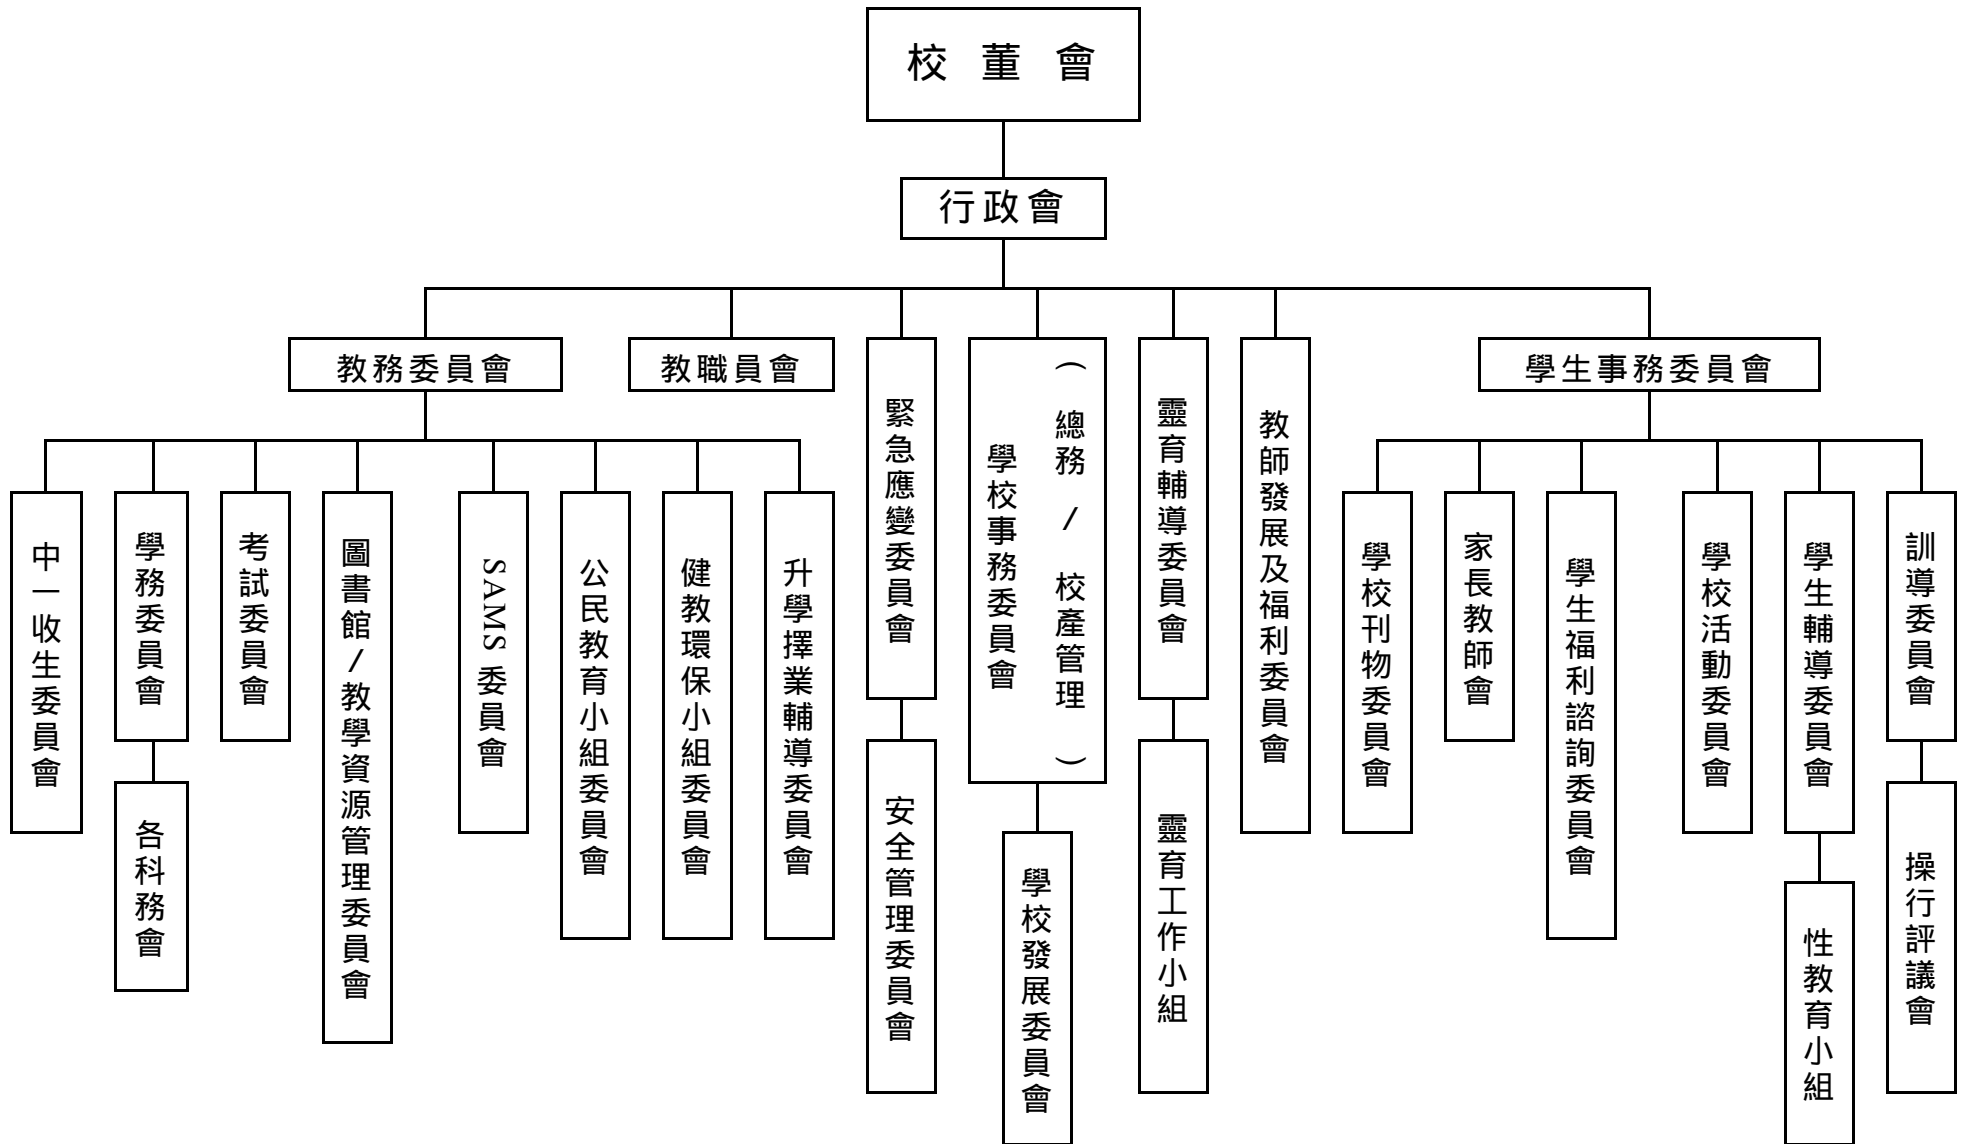 校董會
行政會
教務委員會
教職員會
緊急應變委員會
學校事務委員會
（總務/校產管理）
靈育輔導委員會
教師發展及福利委員會
學生事務委員會
中一收生委員會
學務委員會
考試委員會
圖書館/教學資源管理委員會
SAMS 委員會
公民教育小組委員會
健教環保小組委員會
升學擇業輔導委員會
學校刊物委員會
家長教師會
學生福利諮詢委員會
學校活動委員會
學生輔導委員會
訓導委員會
各科務會
安全管理委員會
學校發展委員會
靈育工作小組
性教育小組
操行評議會